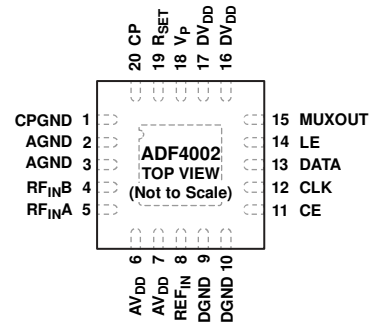 20 CP
19 RSET
18 VP
17 DVDD
16 DVDD
CPGND 1
AGND 2
AGND 3
RFINB 4
RFINA 5
ADF4002
TOP VIEW
(Not to Scale)
15 MUXOUT
14 LE
13 DATA
12 CLK
11 CE
AVDD 6
AVDD 7
REFIN 8
DGND 9
DGND 10